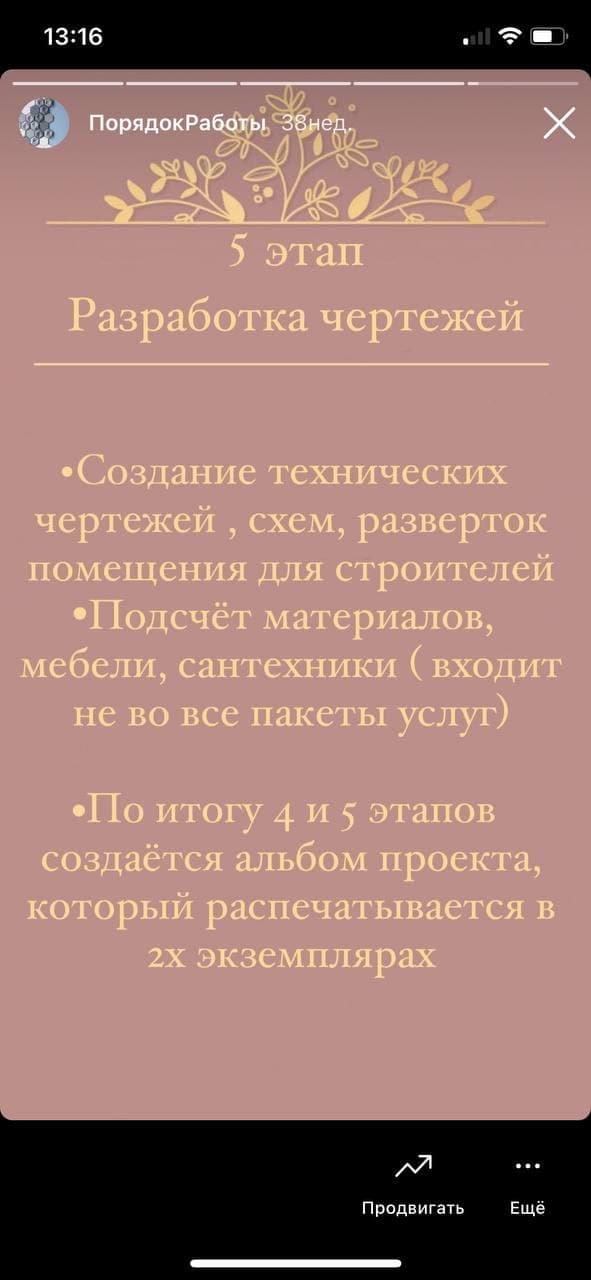 13:16
ПорядокРаботы 38нед.
5 этап
Разработка чертежей
•Создание технических
чертежей , схем, разверток
помещения для строителей
•Подсчёт материалов,
мебели, сантехники ( входит
не во все пакеты услуг)
•По итогу 4 и 5 этапов
создаётся альбом проекта,
который распечатывается в
2х экземплярах
Продвигать Ещё